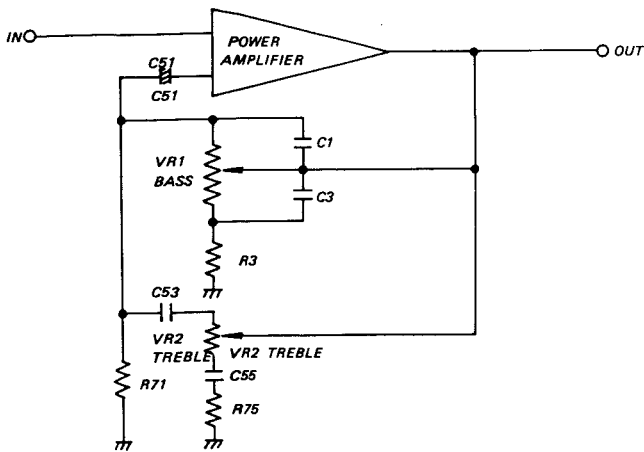 IN
POWER
AMPLIFIER
OUT
C51
C51
C1
VR1
BASS
C3
R3
C53
VR2
TREBLE
VR2 TREBLE
C55
R71
R75